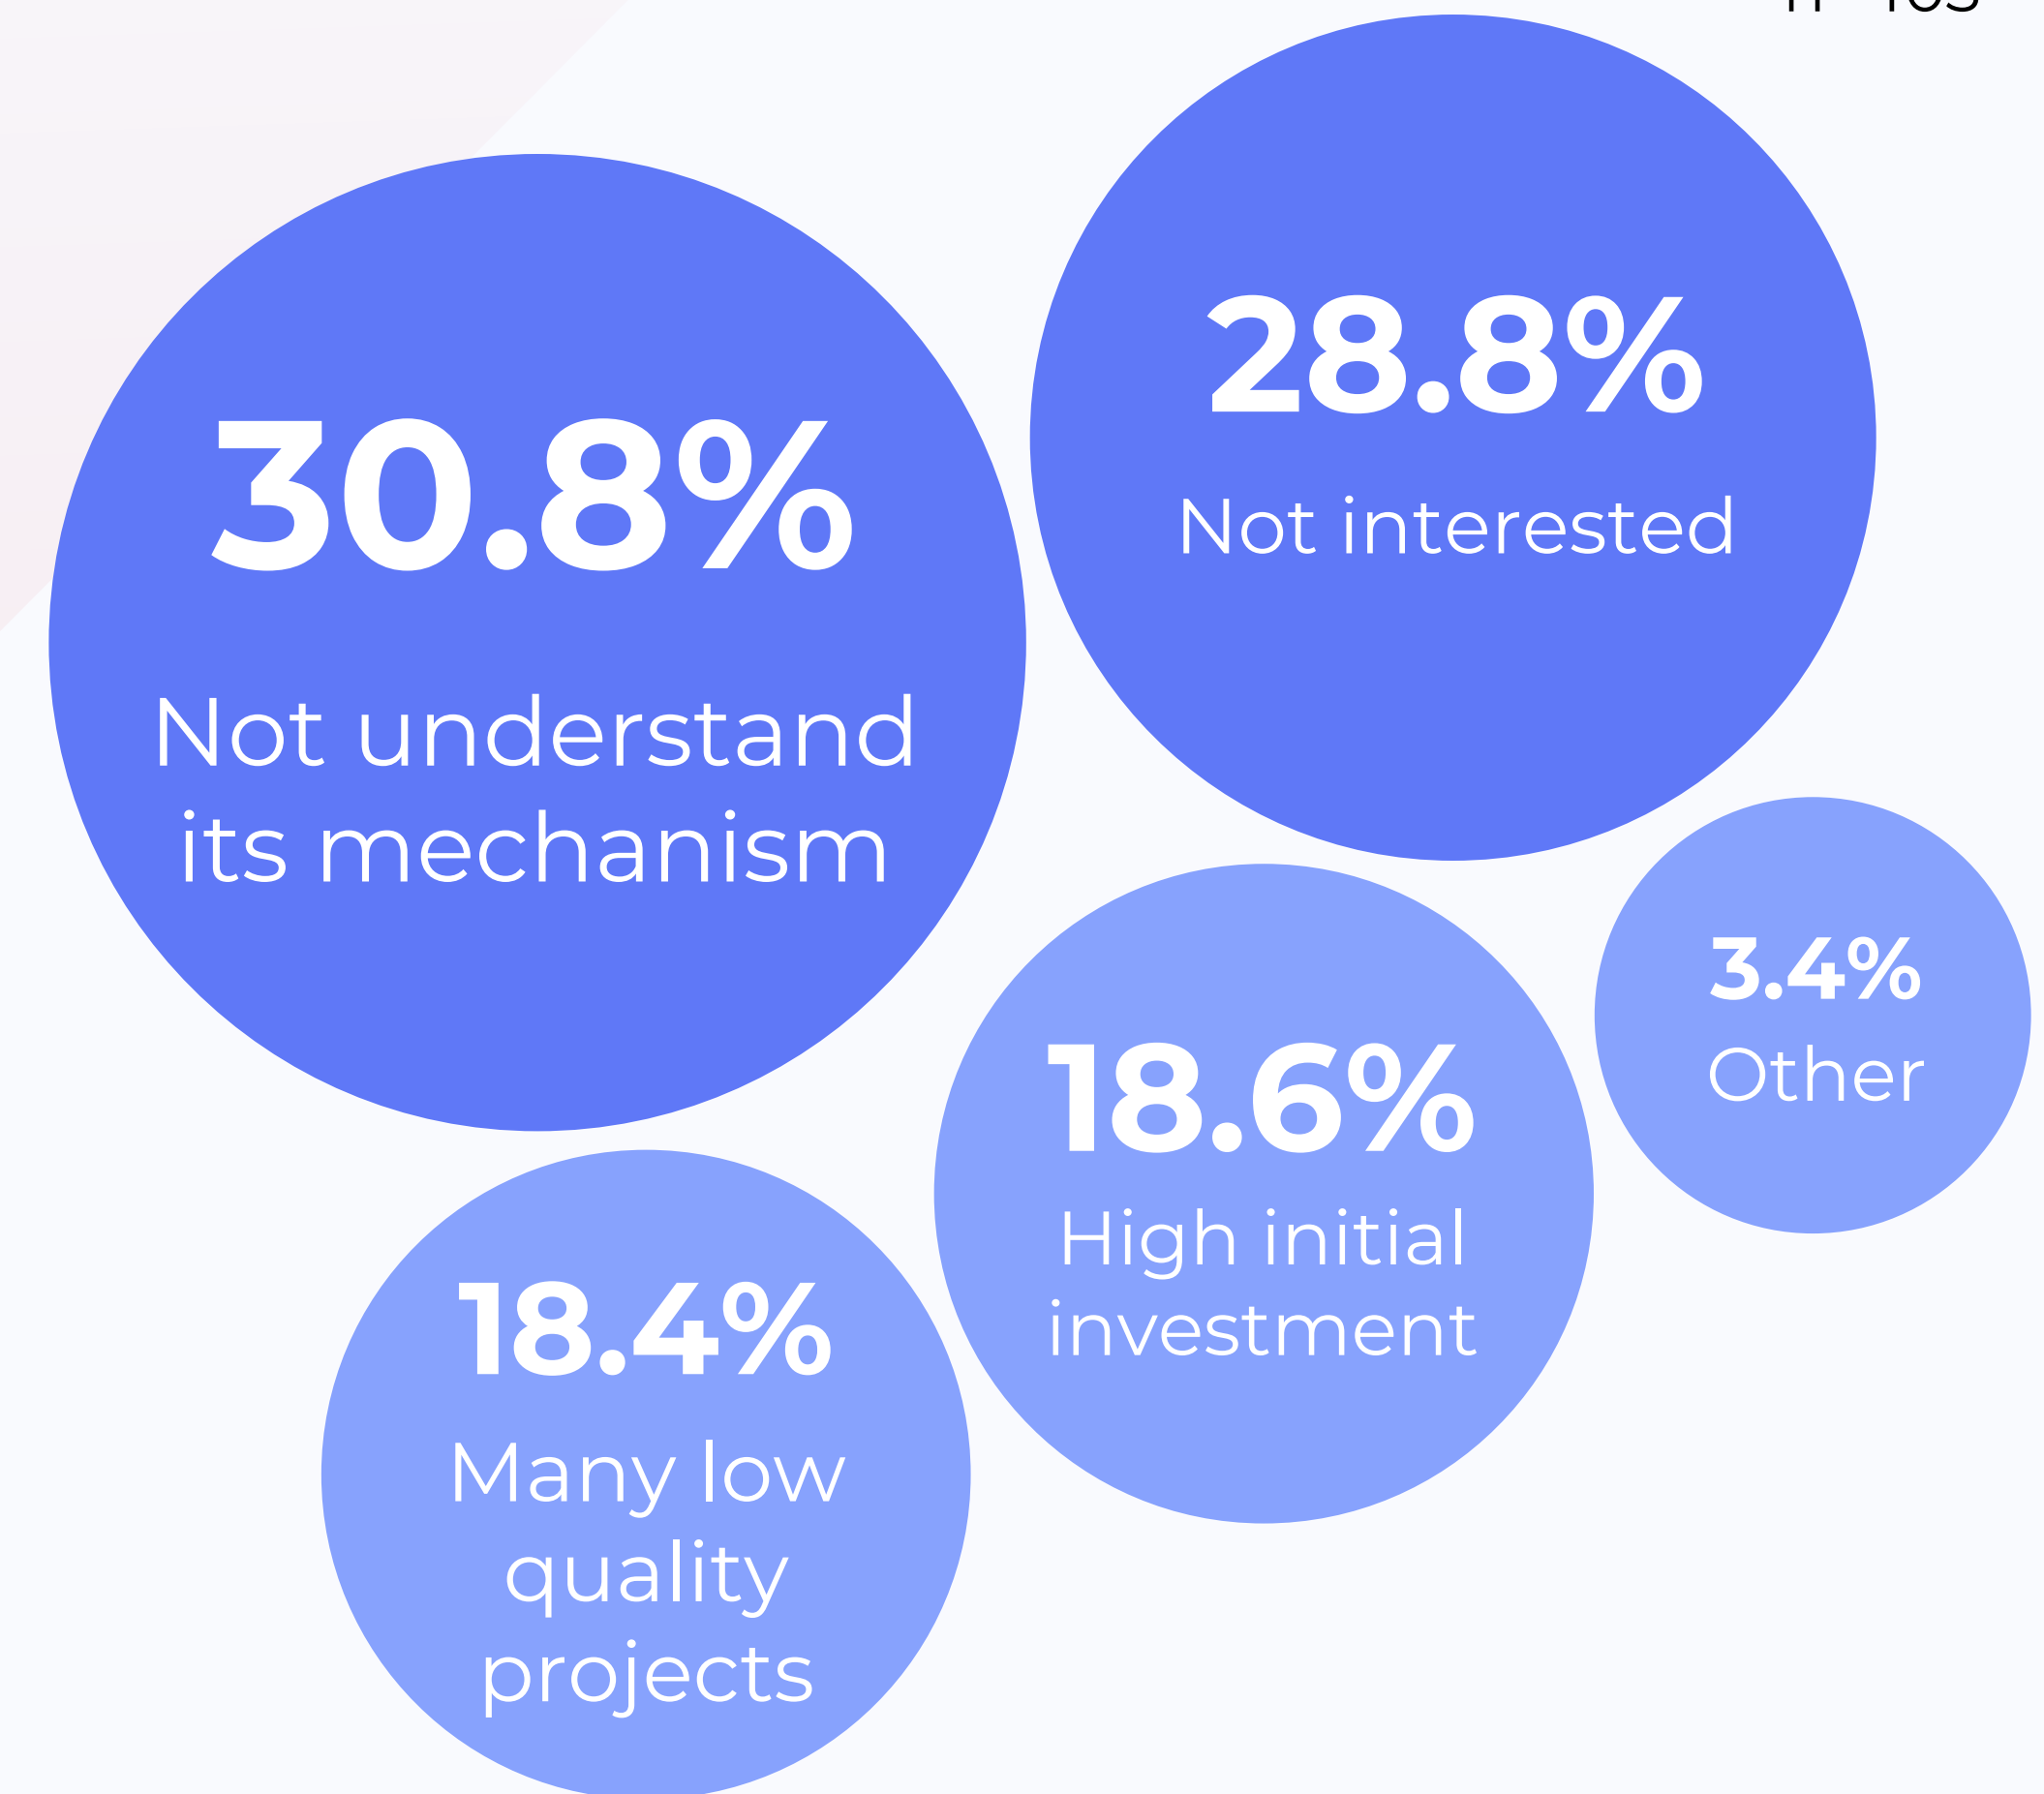 30.8%
Not understand
its mechanism
28.8%
Not interested
3.4%
Other
18.6%
High initial
investment
18.4%
Many low
quality
projects